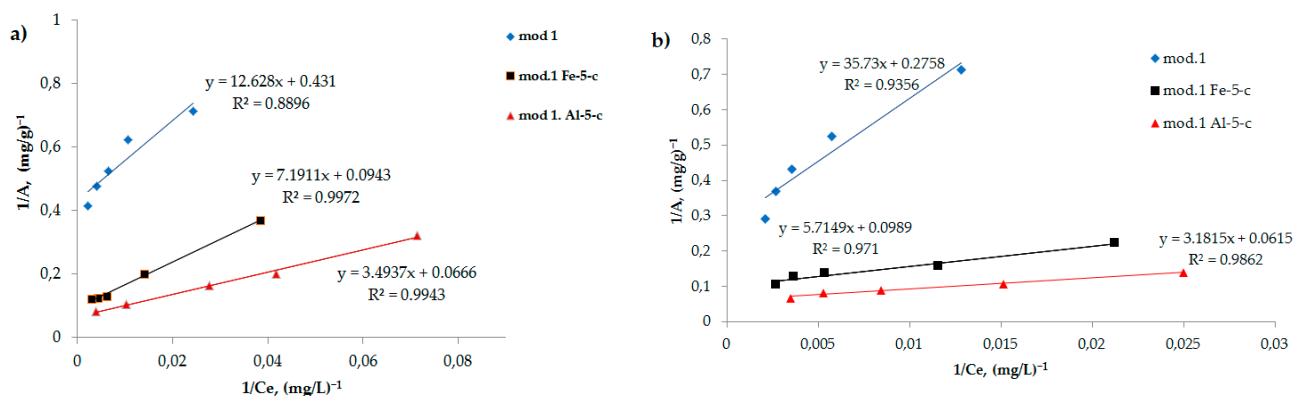 a)
1
0,8
0,6
0,4
0,2
0
0
0,02
0,04
0,06
0,08
1/A, (mg/g)⁻¹
1/Ce, (mg/L)⁻¹
mod 1
mod.1 Fe-5-c
mod 1. Al-5-c
y = 12.628x + 0.431
R² = 0.8896
y = 7.1911x + 0.0943
R² = 0.9972
y = 3.4937x + 0.0666
R² = 0.9943
b)
0,8
0,7
0,6
0,5
0,4
0,3
0,2
0,1
0
0
0,005
0,01
0,015
0,02
0,025
0,03
1/A, (mg/g)⁻¹
1/Ce, (mg/L)⁻¹
mod.1
mod.1 Fe-5-c
mod.1 Al-5-c
y = 35.73x + 0.2758
R² = 0.9356
y = 5.7149x + 0.0989
R² = 0.971
y = 3.1815x + 0.0615
R² = 0.9862